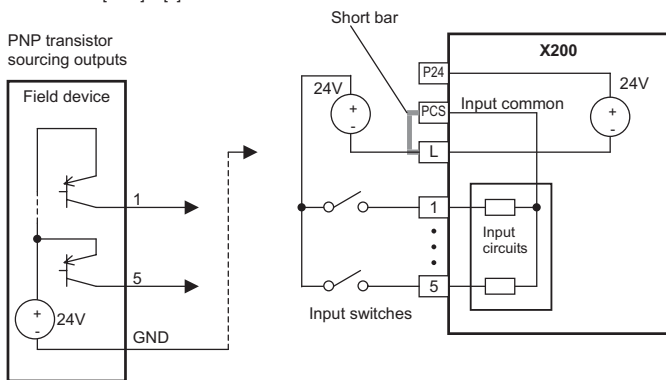 Short bar
PNP transistor
sourcing outputs
Field device
1
5
+
-
24V
GND
24V
+
-
P24
PCS
L
1
5
Input switches
X200
24V
+
-
Input common
Input
circuits